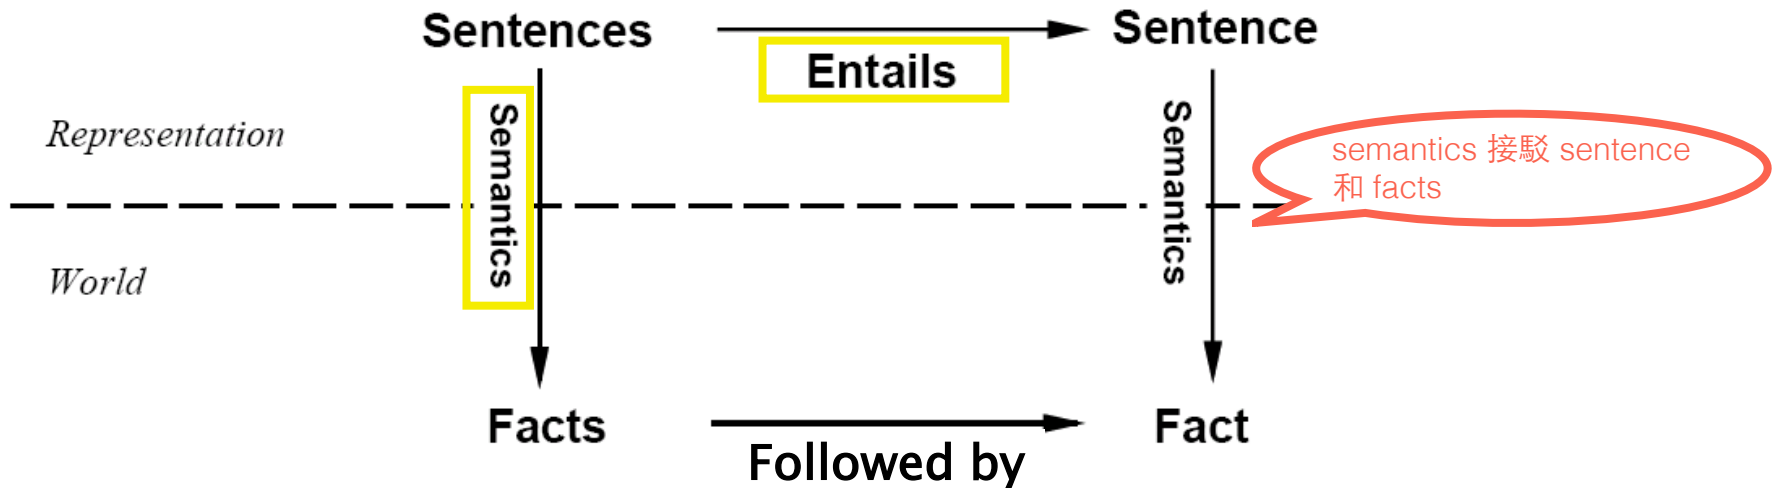 Sentences
Sentence
Entails
Representation
Semantics
Semantics
semantics 接駁 sentence
和 facts
World
Facts
Fact
Followed by